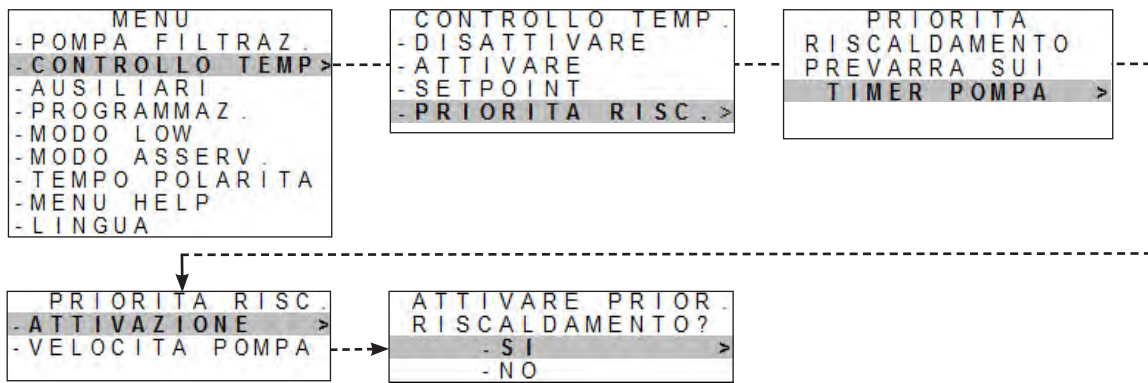 MENU
-POMPA FILTRAZ.
-CONTROLLO TEMP>
-AUSILIARI
-PROGRAMMAZ.
-MODO LOW
-MODO ASSERV.
-TEMPO POLARITA
-MENU HELP
-LINGUA
CONTROLLO TEMP.
-DISATTIVARE
-ATTIVARE
-SETPOINT
-PRIORITA RISC.>
PRIORITA
RISCALDAMENTO
PREVARRA SUI
TIMER POMPA >
PRIORITA RISC.
-ATTIVAZIONE >
-VELOCITA POMPA
ATTIVARE PRIOR.
RISCALDAMENTO?
-SI >
-NO